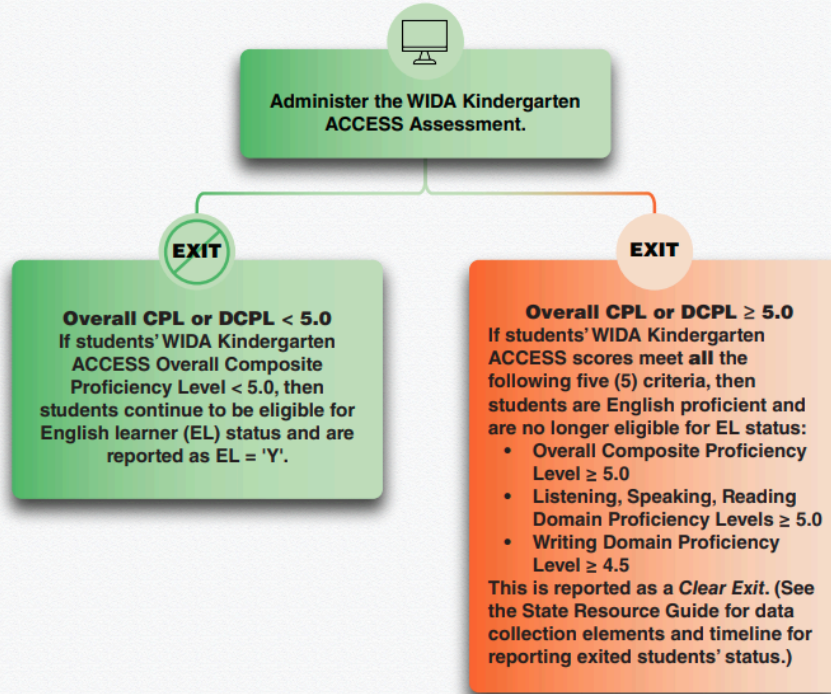 Administer the WIDA Kindergarten
ACCESS Assessment.
EXIT
Overall CPL or DCPL < 5.0
If students' WIDA Kindergarten
ACCESS Overall Composite
Proficiency Level < 5.0, then
students continue to be eligible for
English learner (EL) status and are
reported as EL = 'Y'.
EXIT
Overall CPL or DCPL ≥ 5.0
If students' WIDA Kindergarten
ACCESS scores meet all the
following five (5) criteria, then
students are English proficient and
are no longer eligible for EL status:
• Overall Composite Proficiency
Level ≥ 5.0
• Listening, Speaking, Reading
Domain Proficiency Levels ≥ 5.0
• Writing Domain Proficiency
Level ≥ 4.5
This is reported as a Clear Exit. (See
the State Resource Guide for data
collection elements and timeline for
reporting exited students' status.)